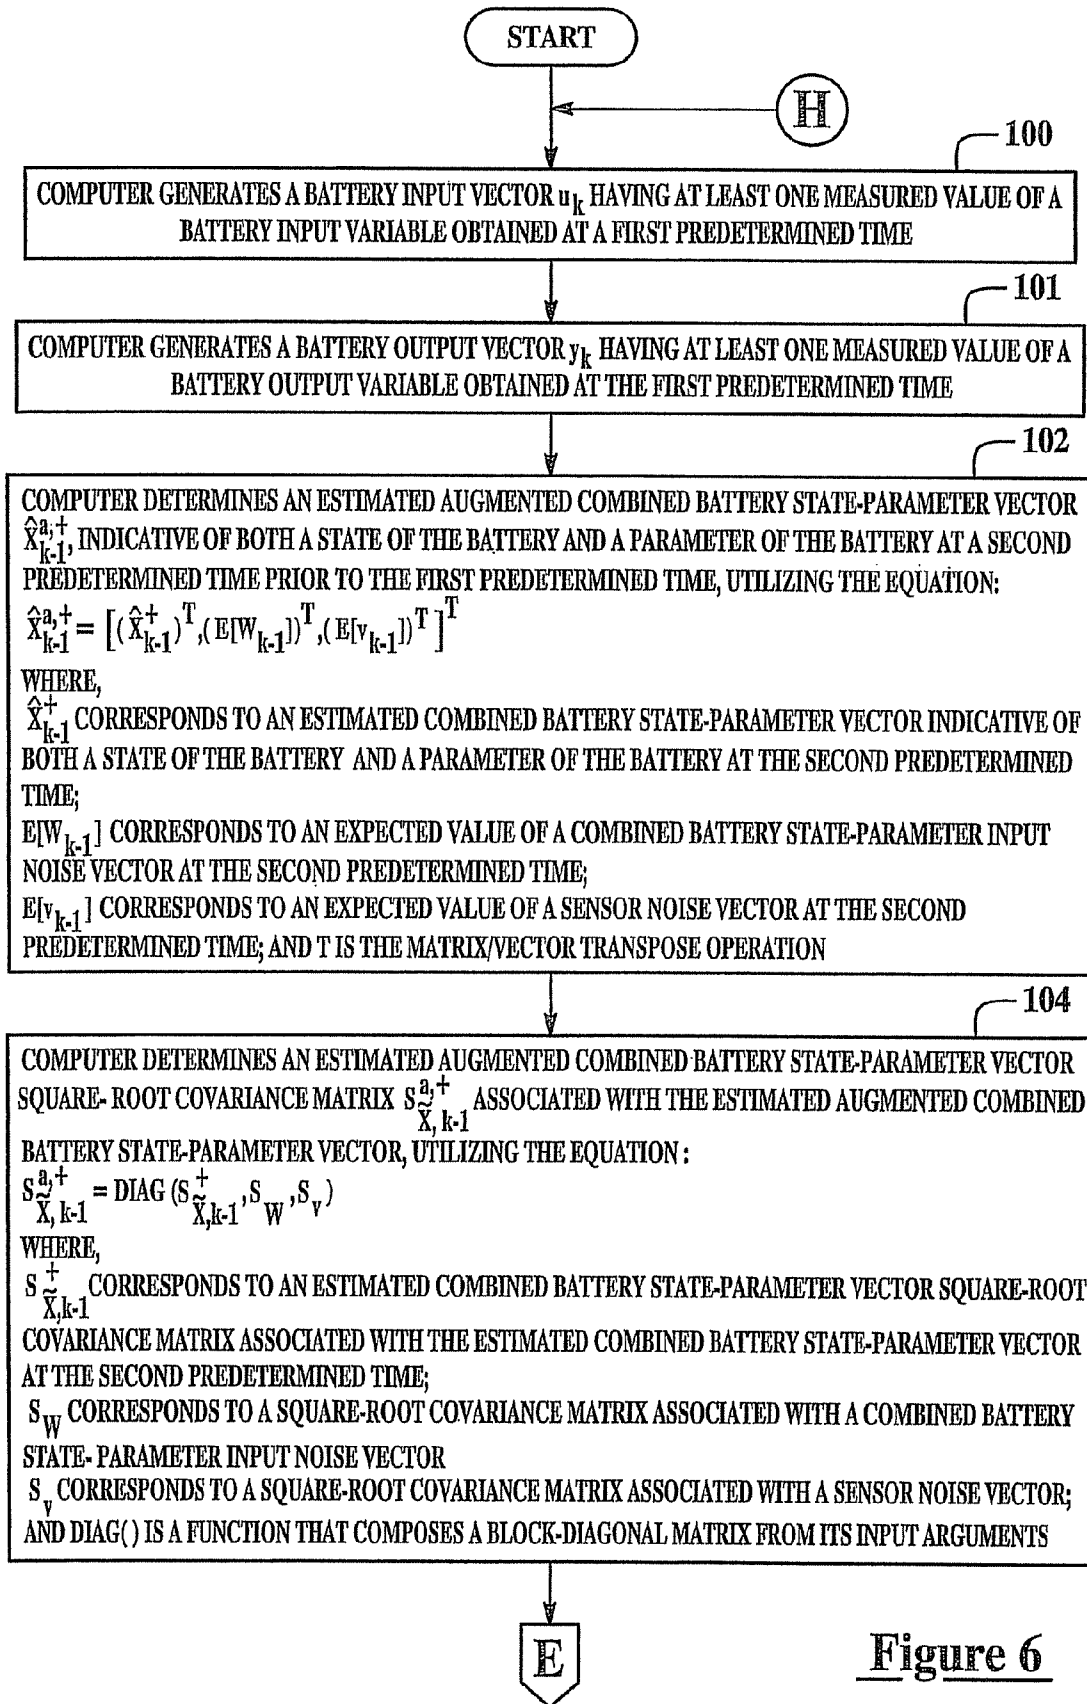 START
H
100
COMPUTER GENERATES A BATTERY INPUT VECTOR u_k HAVING AT LEAST ONE MEASURED VALUE OF A
BATTERY INPUT VARIABLE OBTAINED AT A FIRST PREDETERMINED TIME
101
COMPUTER GENERATES A BATTERY OUTPUT VECTOR y_k HAVING AT LEAST ONE MEASURED VALUE OF A
BATTERY OUTPUT VARIABLE OBTAINED AT THE FIRST PREDETERMINED TIME
102
COMPUTER DETERMINES AN ESTIMATED AUGMENTED COMBINED BATTERY STATE-PARAMETER VECTOR
X̂_{k-1}^{a,+}, INDICATIVE OF BOTH A STATE OF THE BATTERY AND A PARAMETER OF THE BATTERY AT A SECOND
PREDETERMINED TIME PRIOR TO THE FIRST PREDETERMINED TIME, UTILIZING THE EQUATION:
X̂_{k-1}^{a,+} = [(X̂_{k-1}^{+})^T,(E[W_{k-1}])^T,(E[v_{k-1}])^T]^T
WHERE,
X̂_{k-1}^{+} CORRESPONDS TO AN ESTIMATED COMBINED BATTERY STATE-PARAMETER VECTOR INDICATIVE OF
BOTH A STATE OF THE BATTERY AND A PARAMETER OF THE BATTERY AT THE SECOND PREDETERMINED
TIME;
E[W_{k-1}] CORRESPONDS TO AN EXPECTED VALUE OF A COMBINED BATTERY STATE-PARAMETER INPUT
NOISE VECTOR AT THE SECOND PREDETERMINED TIME;
E[v_{k-1}] CORRESPONDS TO AN EXPECTED VALUE OF A SENSOR NOISE VECTOR AT THE SECOND
PREDETERMINED TIME; AND T IS THE MATRIX/VECTOR TRANSPOSE OPERATION
104
COMPUTER DETERMINES AN ESTIMATED AUGMENTED COMBINED BATTERY STATE-PARAMETER VECTOR
SQUARE- ROOT COVARIANCE MATRIX S_{X̃,k-1}^{a,+} ASSOCIATED WITH THE ESTIMATED AUGMENTED COMBINED
BATTERY STATE-PARAMETER VECTOR, UTILIZING THE EQUATION :
S_{X̃,k-1}^{a,+} = DIAG (S_{X̃,k-1}^{+},S_W,S_v)
WHERE,
S_{X̃,k-1}^{+} CORRESPONDS TO AN ESTIMATED COMBINED BATTERY STATE-PARAMETER VECTOR SQUARE-ROOT
COVARIANCE MATRIX ASSOCIATED WITH THE ESTIMATED COMBINED BATTERY STATE-PARAMETER VECTOR
AT THE SECOND PREDETERMINED TIME;
S_W CORRESPONDS TO A SQUARE-ROOT COVARIANCE MATRIX ASSOCIATED WITH A COMBINED BATTERY
STATE- PARAMETER INPUT NOISE VECTOR
S_v CORRESPONDS TO A SQUARE-ROOT COVARIANCE MATRIX ASSOCIATED WITH A SENSOR NOISE VECTOR;
AND DIAG( ) IS A FUNCTION THAT COMPOSES A BLOCK-DIAGONAL MATRIX FROM ITS INPUT ARGUMENTS
E
Figure 6